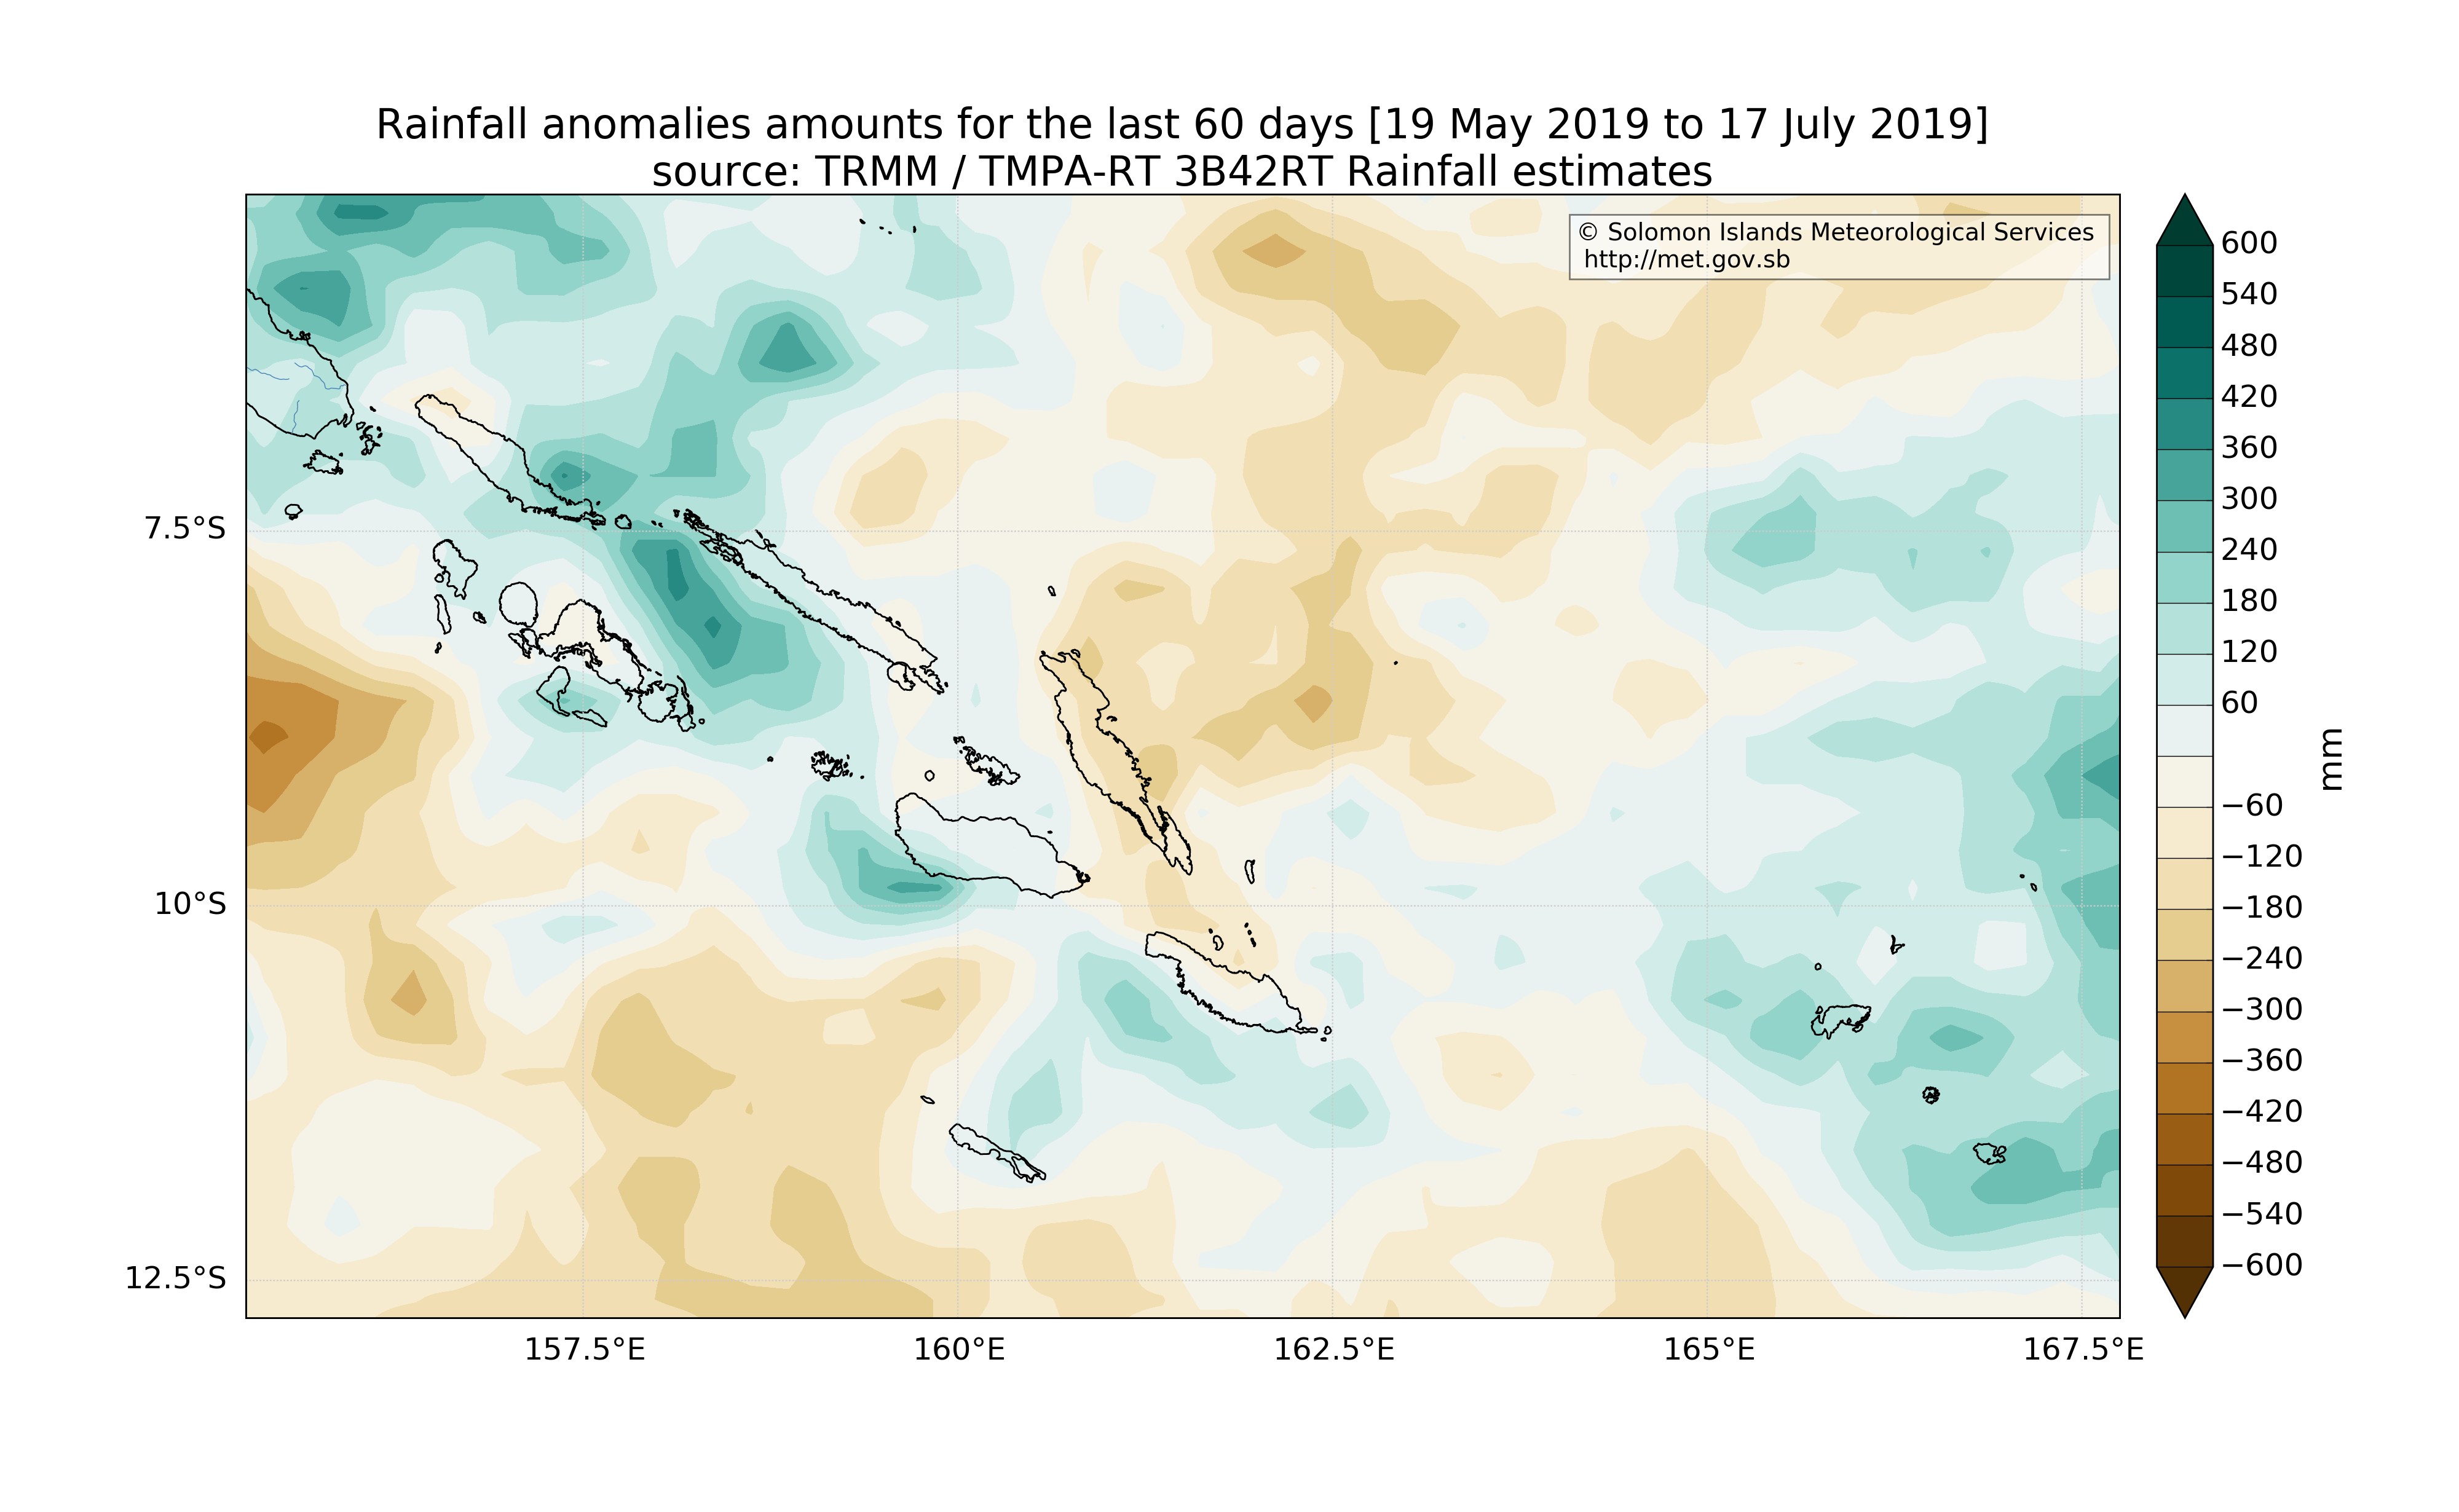 Rainfall anomalies amounts for the last 60 days [19 May 2019 to 17 July 2019]
source: TRMM / TMPA-RT 3B42RT Rainfall estimates
© Solomon Islands Meteorological Services
http://met.gov.sb
7.5°S
10°S
12.5°S
157.5°E
160°E
162.5°E
165°E
167.5°E
600
540
480
420
360
300
240
180
120
60
−60
−120
−180
−240
−300
−360
−420
−480
−540
−600
mm